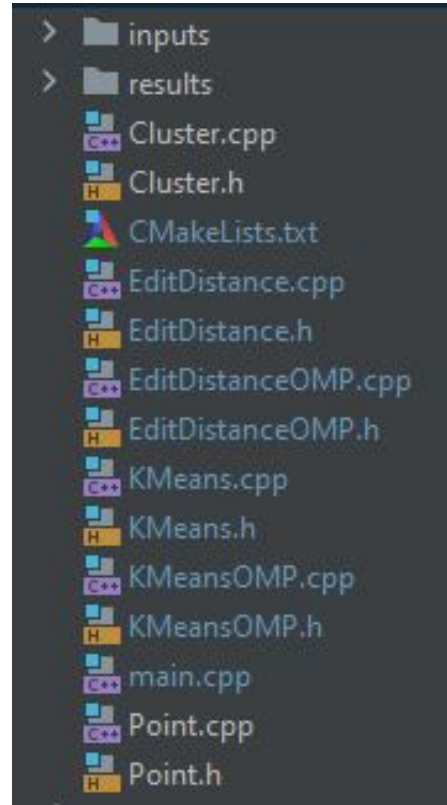 inputs
results
C++ Cluster.cpp
H Cluster.h
CMakeLists.txt
C++ EditDistance.cpp
H EditDistance.h
C++ EditDistanceOMP.cpp
H EditDistanceOMP.h
C++ KMeans.cpp
H KMeans.h
C++ KMeansOMP.cpp
H KMeansOMP.h
C++ main.cpp
C++ Point.cpp
H Point.h